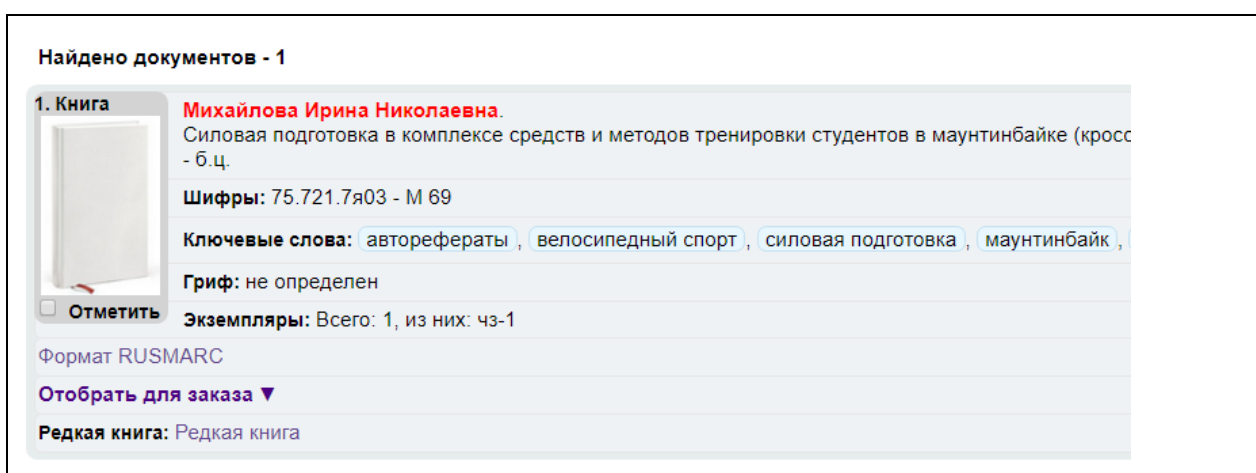 Найдено документов - 1
1. Книга
Михайлова Ирина Николаевна.
Силовая подготовка в комплексе средств и методов тренировки студентов в маунтинбайке (кросс
- б.ц.
Шифры: 75.721.7я03 - М 69
Ключевые слова: авторефераты, велосипедный спорт, силовая подготовка, маунтинбайк,
Гриф: не определен
Отметить
Экземпляры: Всего: 1, из них: чз-1
Формат RUSMARC
Отобрать для заказа ▼
Редкая книга: Редкая книга